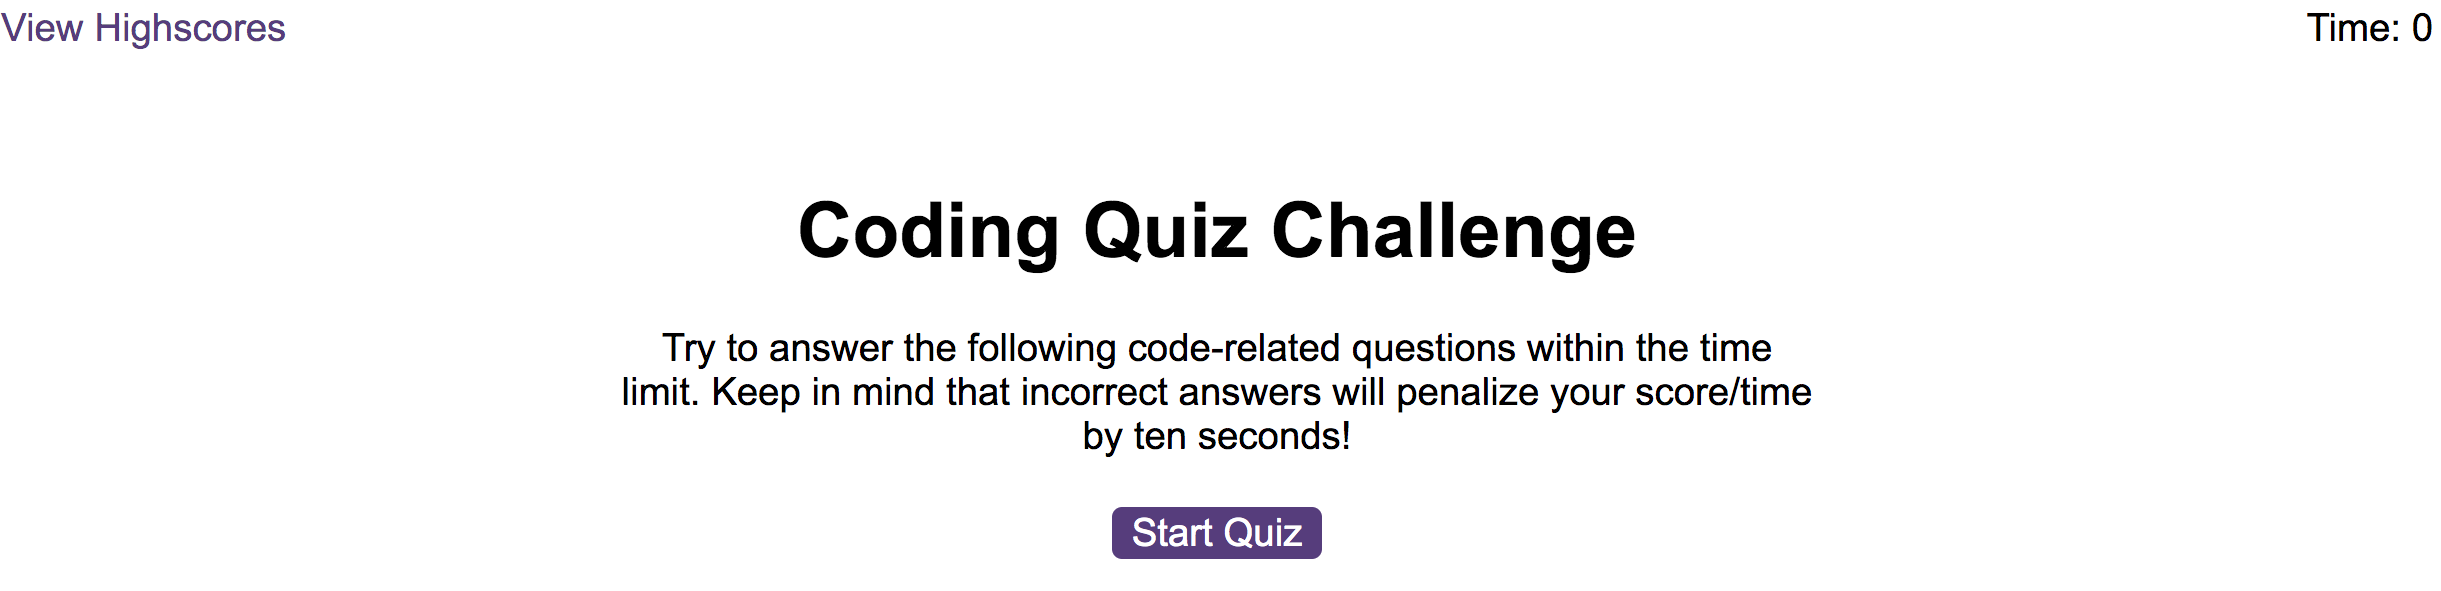 View Highscores
Time: 0
Coding Quiz Challenge
Try to answer the following code-related questions within the time
limit. Keep in mind that incorrect answers will penalize your score/time
by ten seconds!
Start Quiz